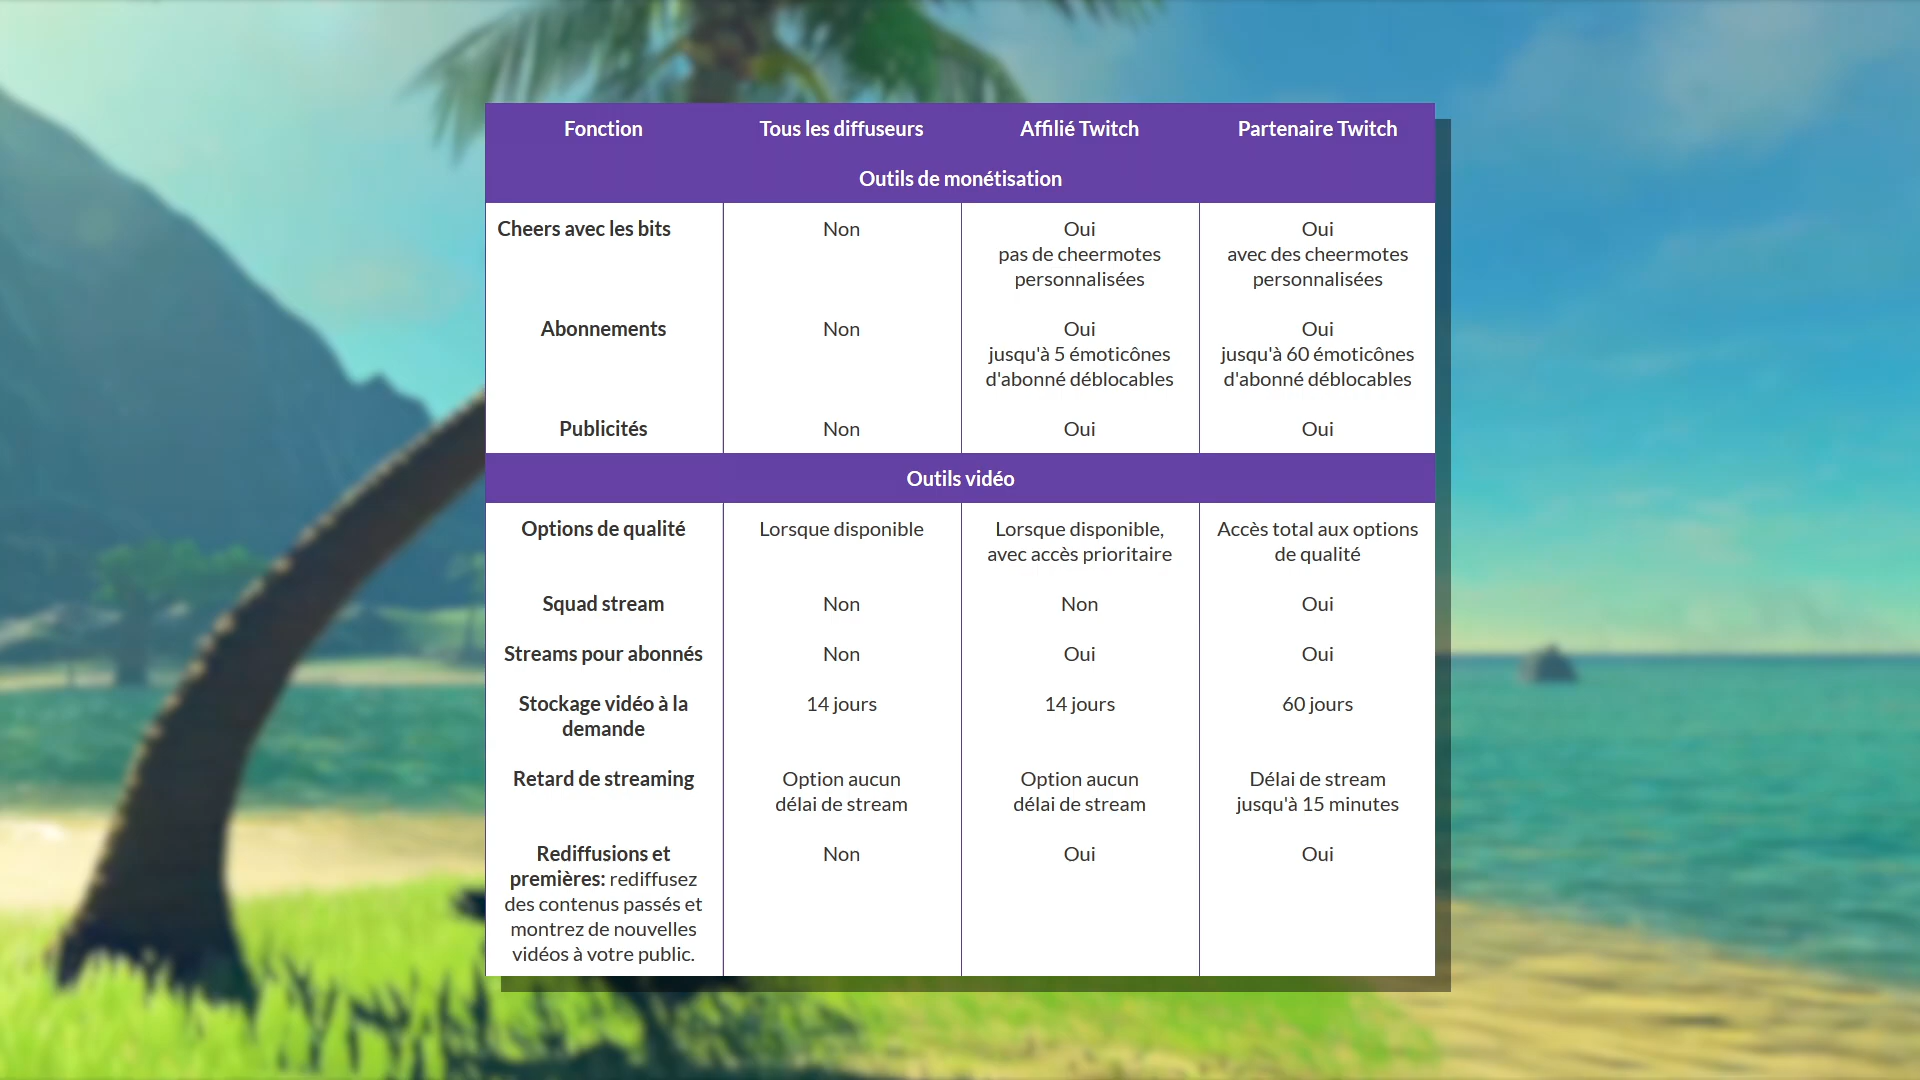 Fonction Tous les diffuseurs Affilié Twitch Partenaire Twitch
Outils de monétisation
Cheers avec les bits Non Oui Oui
pas de cheermotes avec des cheermotes
personnalisées personnalisées
Abonnements Non Oui Oui
jusqu'à 5 émoticônes jusqu'à 60 émoticônes
d'abonné déblocables d'abonné déblocables
Publicités Non Oui Oui
Outils vidéo
Options de qualité Lorsque disponible Lorsque disponible, Accès total aux options
avec accès prioritaire de qualité
Squad stream Non Non Oui
Streams pour abonnés Non Oui Oui
Stockage vidéo à la 14 jours 14 jours 60 jours
demande
Retard de streaming Option aucun Option aucun Délai de stream
délai de stream délai de stream jusqu'à 15 minutes
Rediffusions et Non Oui Oui
premières: rediffusez
des contenus passés et
montrez de nouvelles
vidéos à votre public.